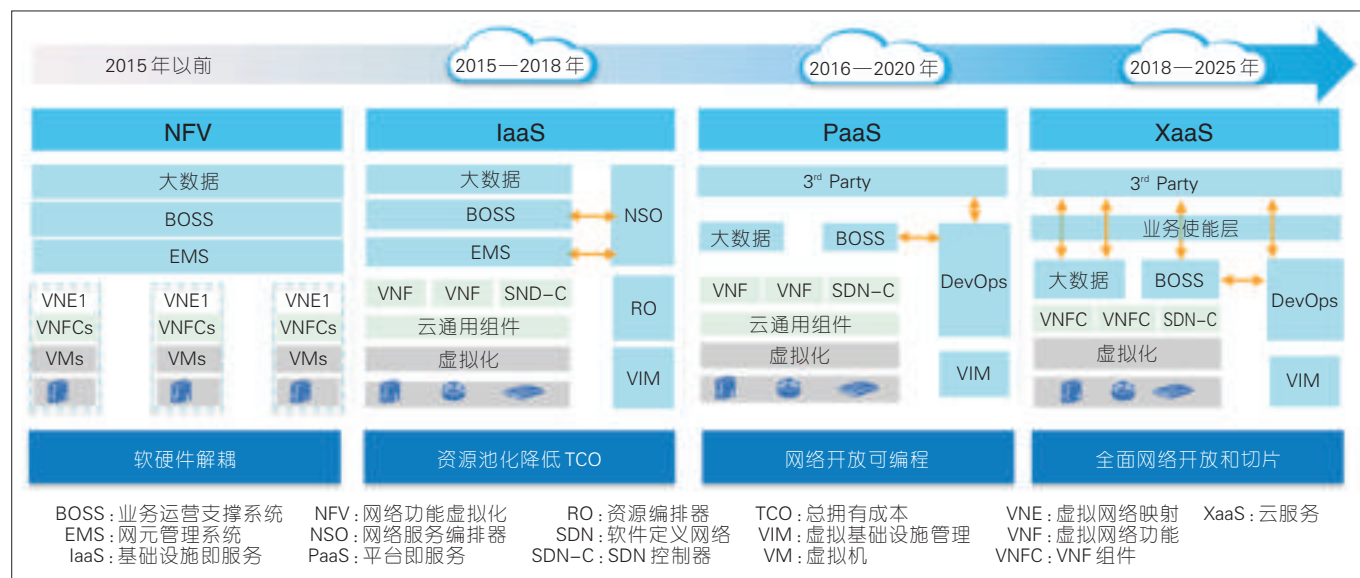 2015年以前
2015—2018年
2016—2020年
2018—2025年
NFV
大数据
BOSS
EMS
VNE1 VNE1 VNE1
VNFCs VNFCs VNFCs
VMs VMs VMs
软硬件解耦
IaaS
大数据
BOSS
EMS
NSO
VNF VNF SND-C
云通用组件
RO
虚拟化
VIM
资源池化降低TCO
PaaS
3rd Party
大数据 BOSS
DevOps
VNF VNF SDN-C
云通用组件
虚拟化
VIM
网络开放可编程
XaaS
3rd Party
业务使能层
大数据 BOSS
DevOps
VNFC VNFC SDN-C
虚拟化
VIM
全面网络开放和切片
BOSS:业务运营支撑系统
EMS:网元管理系统
IaaS:基础设施即服务
NFV:网络功能虚拟化
NSO:网络服务编排器
PaaS:平台即服务
RO:资源编排器
SDN:软件定义网络
SDN-C:SDN控制器
TCO:总拥有成本
VIM:虚拟基础设施管理
VM:虚拟机
VNE:虚拟网络映射
VNF:虚拟网络功能
VNFC:VNF组件
XaaS:云服务